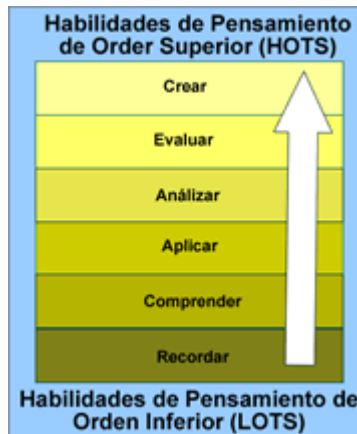 Habilidades de Pensamiento
de Order Superior (HOTS)
Crear
Evaluar
Análizar
Aplicar
Comprender
Recordar
Habilidades de Pensamiento de
Orden Inferior (LOTS)